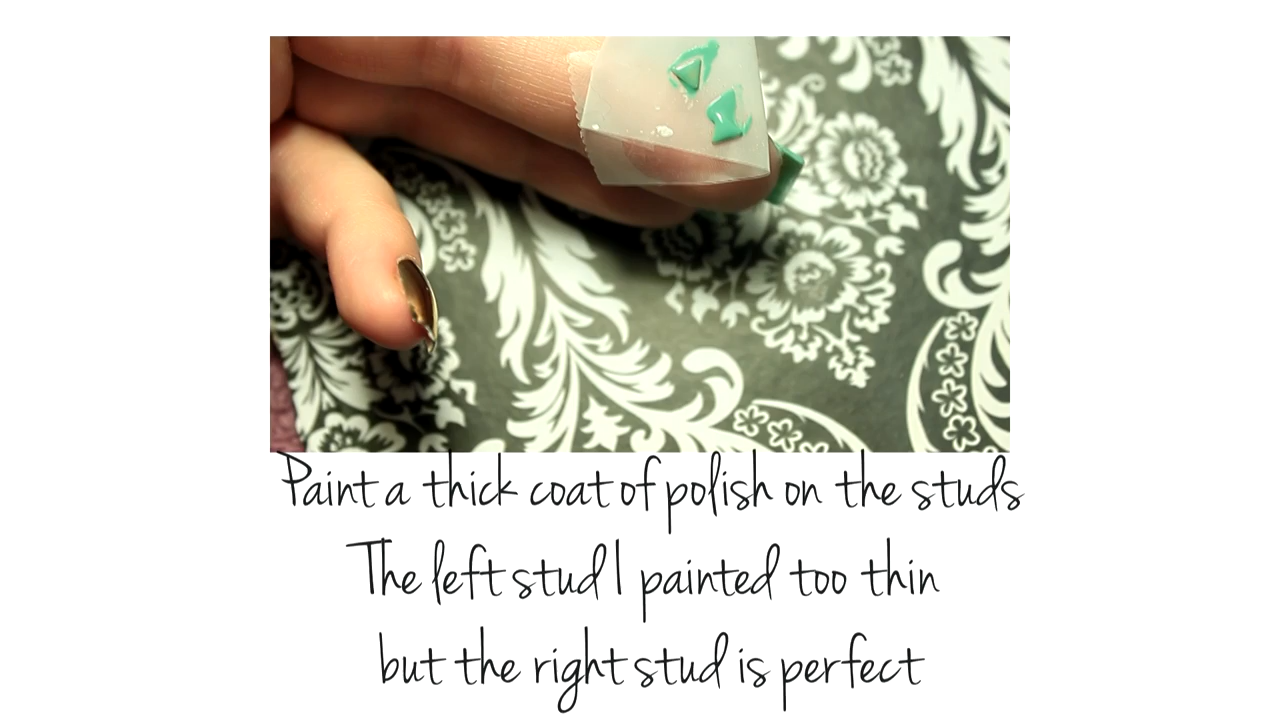 Paint a thick coat of polish on the studs
The left stud I painted too thin
but the right stud is perfect